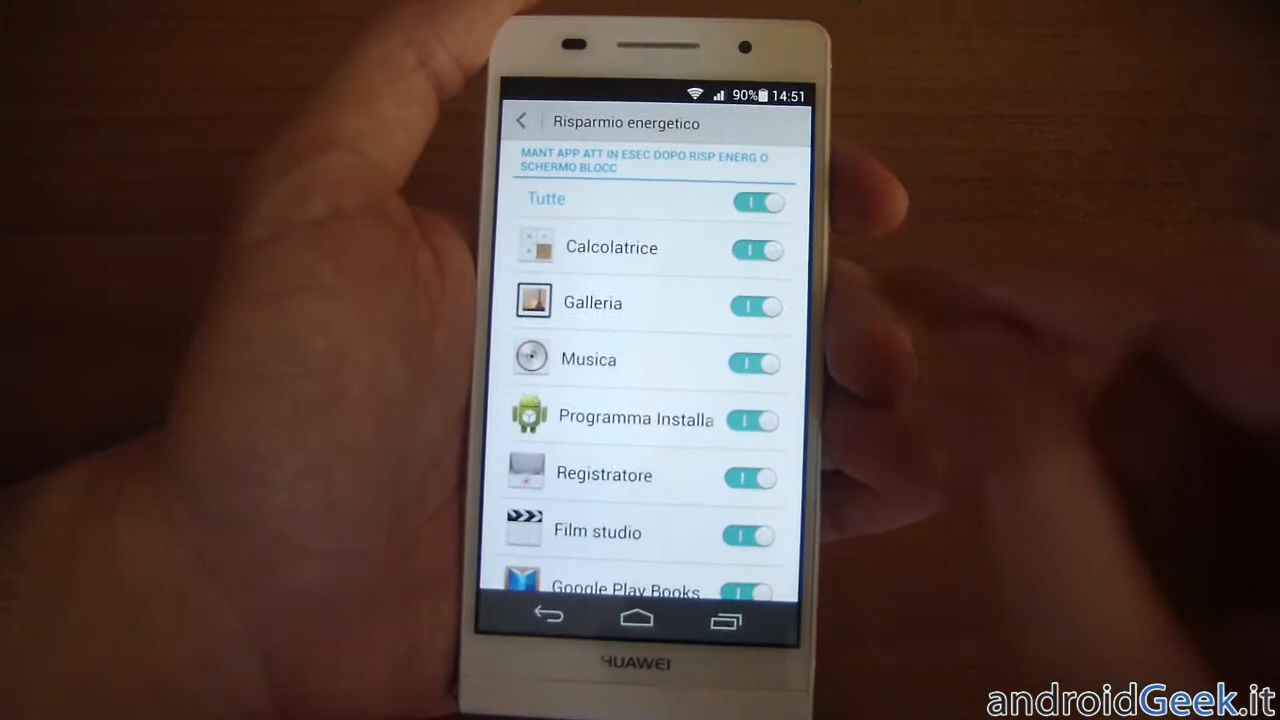 90% 14:51
Risparmio energetico
MANT APP ATT IN ESEC DOPO RISP ENERG O
SCHERMO BLOCC
Tutte
Calcolatrice
Galleria
Musica
Programma Installa
Registratore
Film studio
Google Play Books
HUAWEI
androidGeek.it